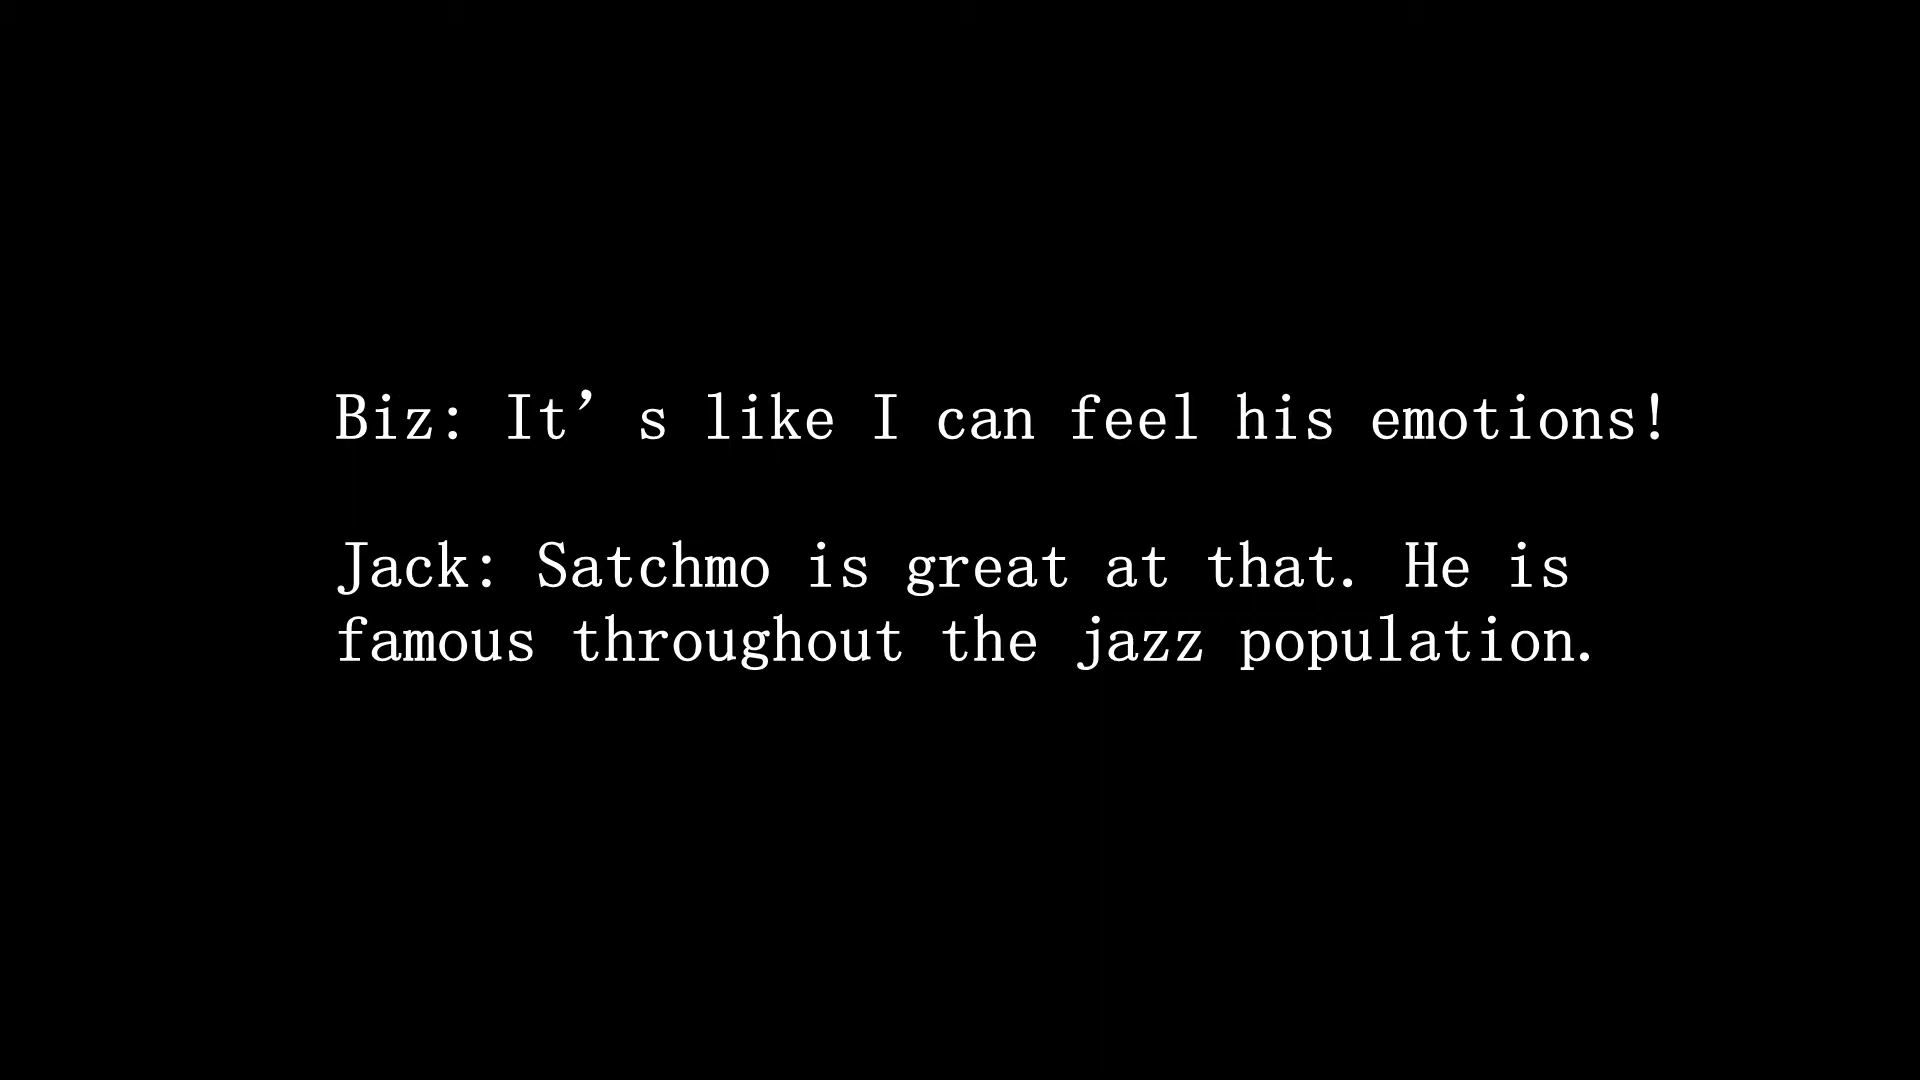 Biz: It’s like I can feel his emotions!
Jack: Satchmo is great at that. He is
famous throughout the jazz population.